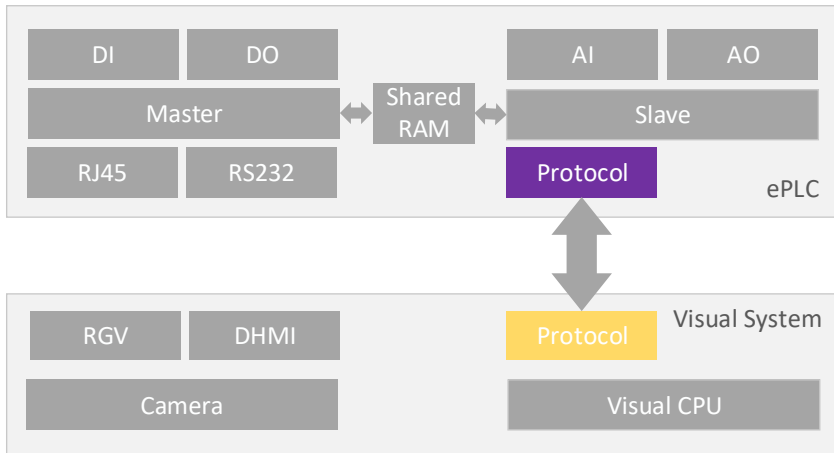 DI
DO
AI
AO
Master
Shared
RAM
Slave
RJ45
RS232
Protocol
ePLC
RGV
DHMI
Protocol
Visual System
Camera
Visual CPU